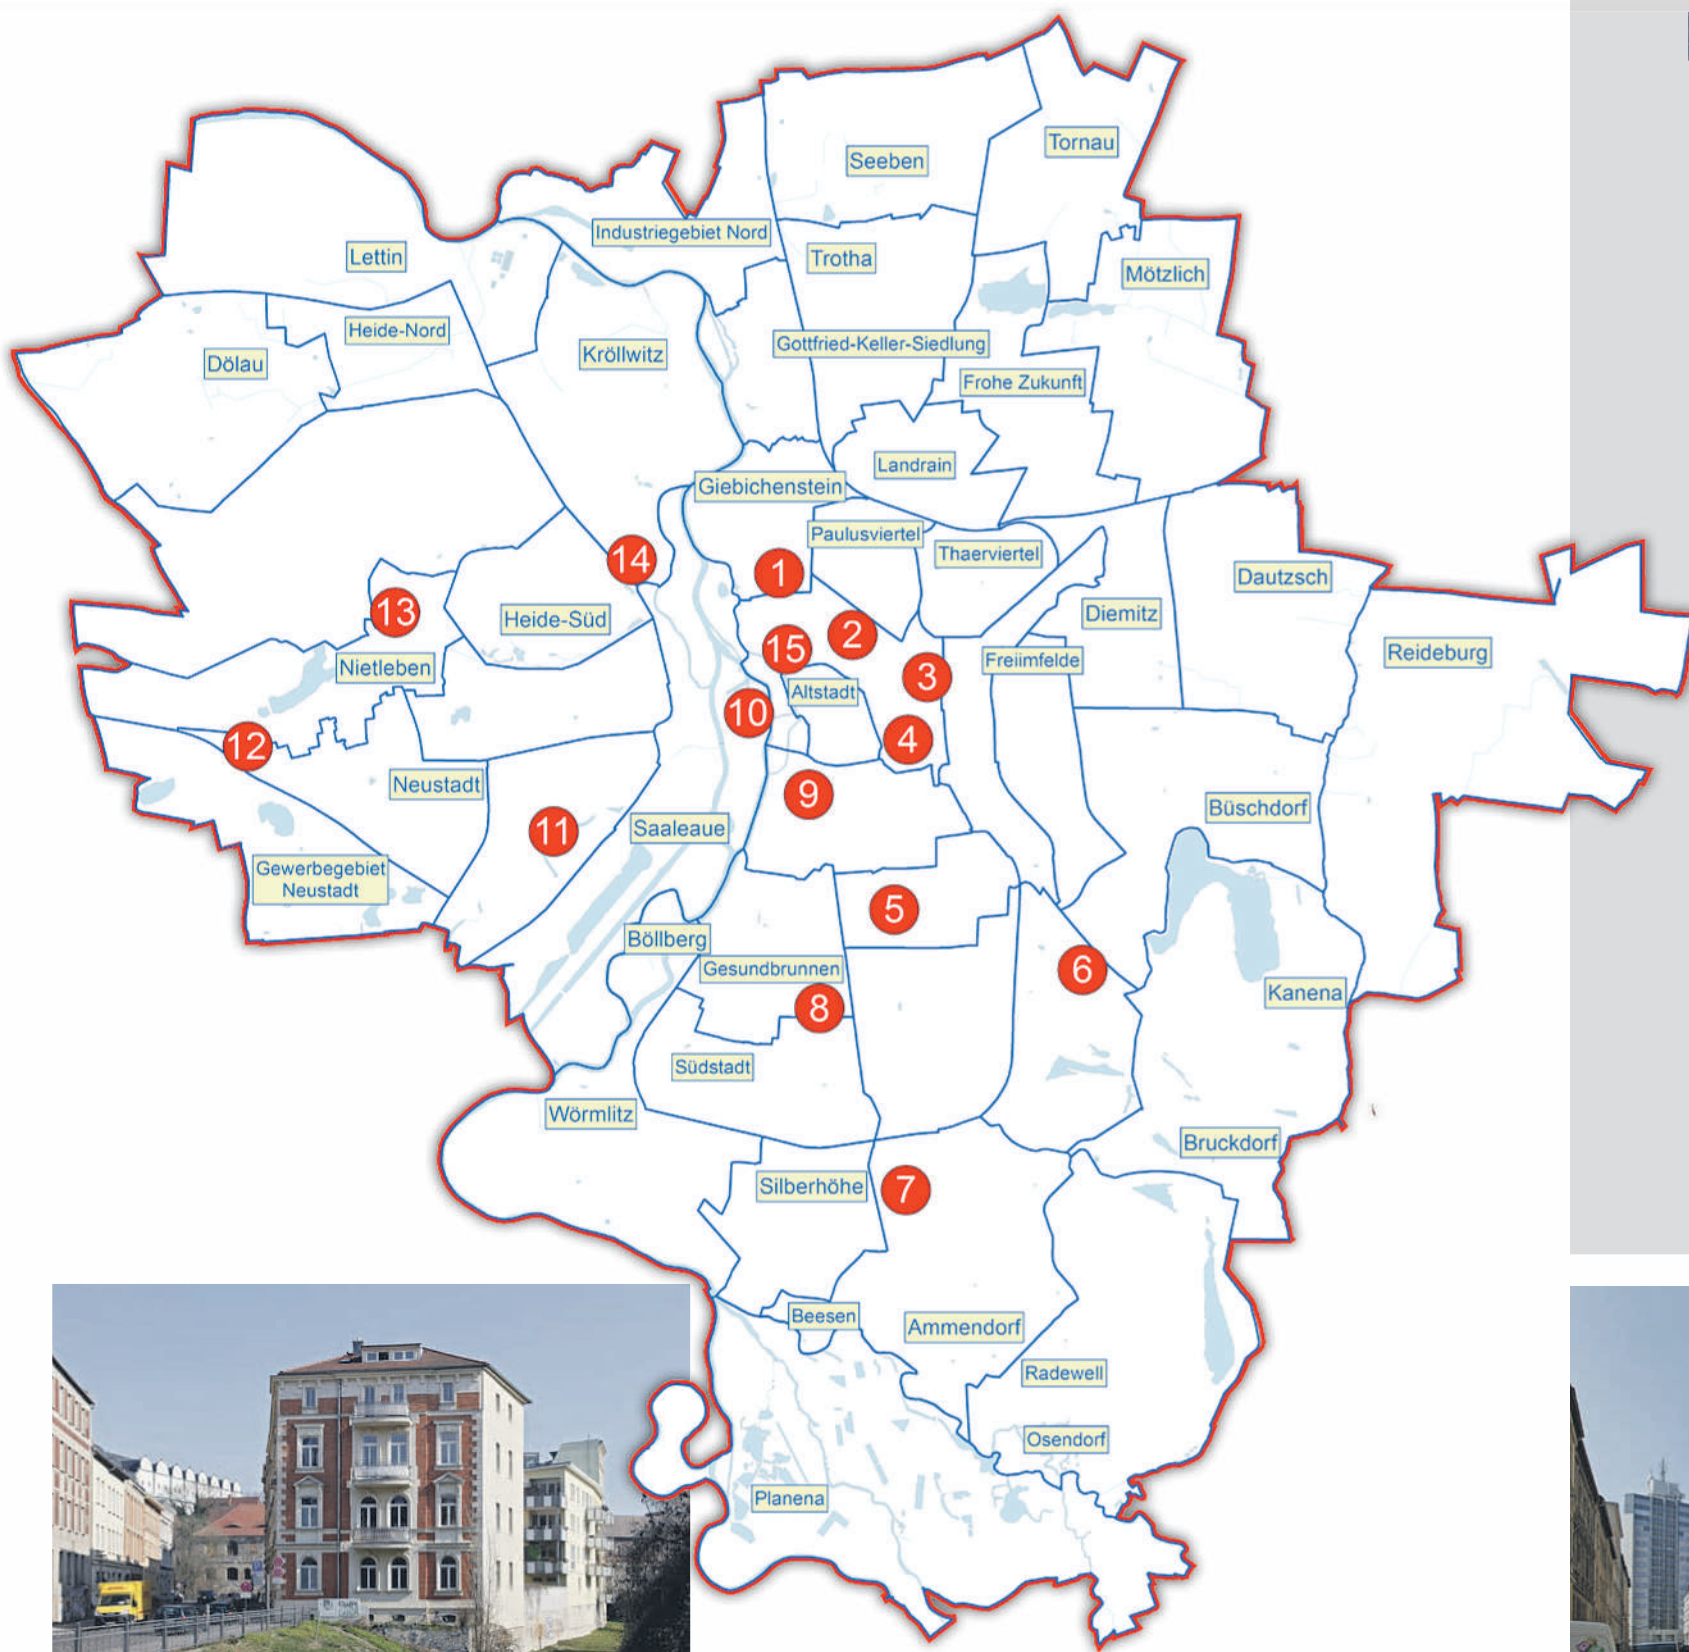 Tornau
Seeben
Industriegebiet Nord
Lettin
Trotha
Mötzlich
Heide-Nord
Gottfried-Keller-Siedlung
Dölau
Kröllwitz
Frohe Zukunft
Landrain
Giebichenstein
Paulusviertel
Thaerviertel
14
1
Dautzsch
13
Heide-Süd
Diemitz
2
15
Reideburg
Nietleben
Freiimfelde
3
Altstadt
10
4
12
Neustadt
9
Büschdorf
11
Saaleaue
Gewerbegebiet
Neustadt
5
Böllberg
Gesundbrunnen
6
Kanena
8
Südstadt
Wörmlitz
Bruckdorf
Silberhöhe
7
Beesen
Ammendorf
Radewell
Osendorf
Planena